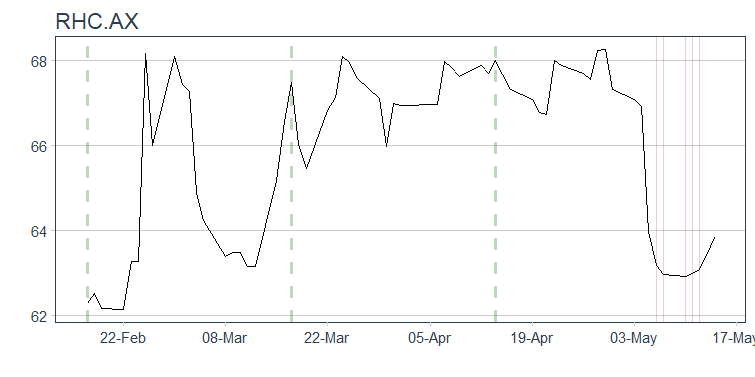 RHC.AX
68
66
64
62
22-Feb
08-Mar
22-Mar
05-Apr
19-Apr
03-May
17-May